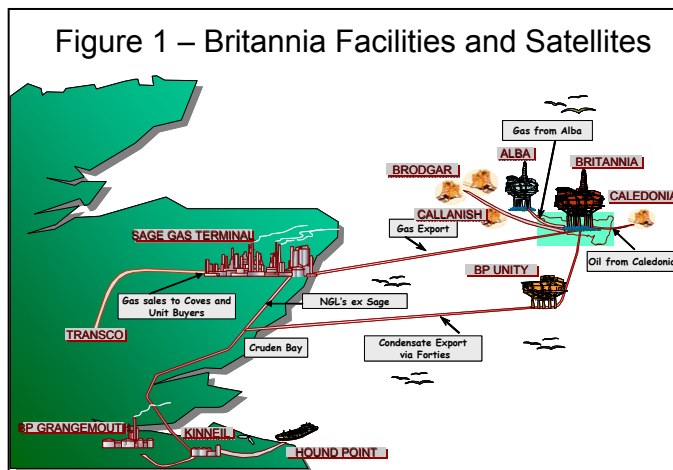 Figure 1 – Britannia Facilities and Satellites
Gas from Alba
ALBA
BRITANNIA
BRODGAR
CALEDONIA
CALLANISH
SAGE GAS TERMINAL
Gas Export
Oil from Caledonia
BP UNITY
Gas sales to Coves and
Unit Buyers
NGL's ex Sage
TRANSCO
Cruden Bay
Condensate Export
via Forties
BP GRANGEMOUTH
KINNEIL
HOUND POINT